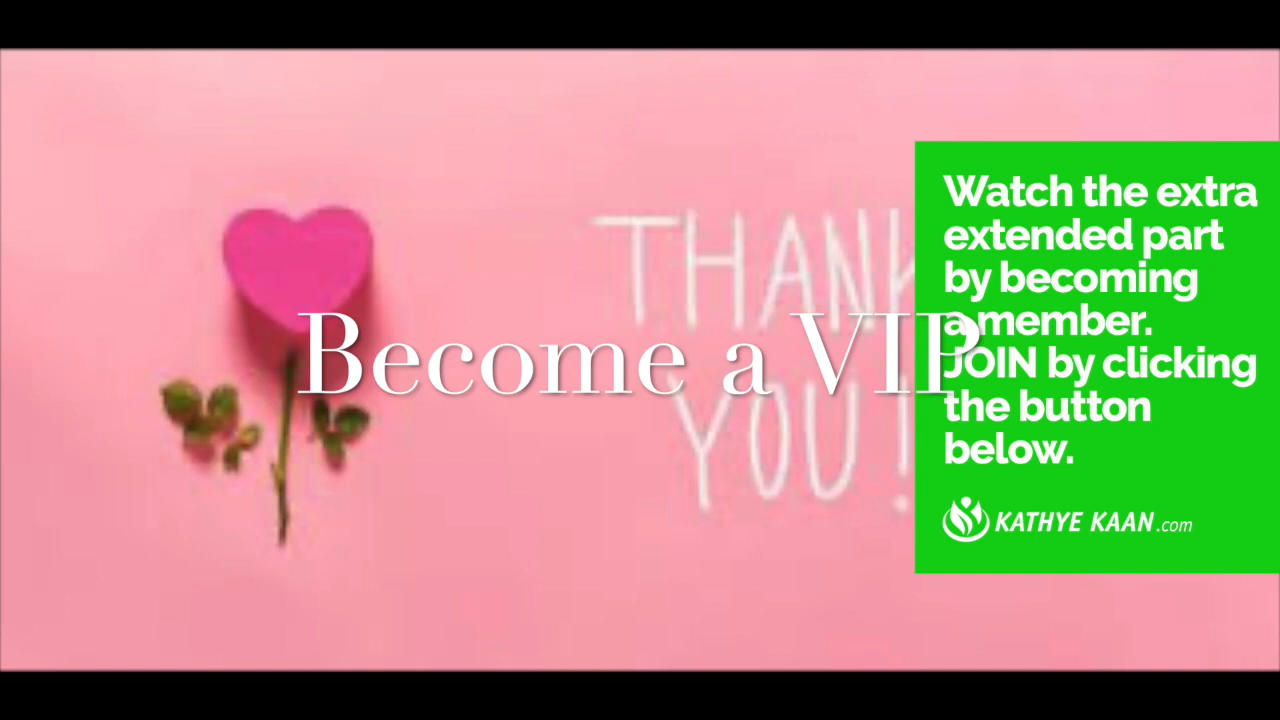 THANK
YOU!
Become a VIP
Watch the extra
extended part
by becoming
a member.
JOIN by clicking
the button
below.
KATHYE KAAN.com